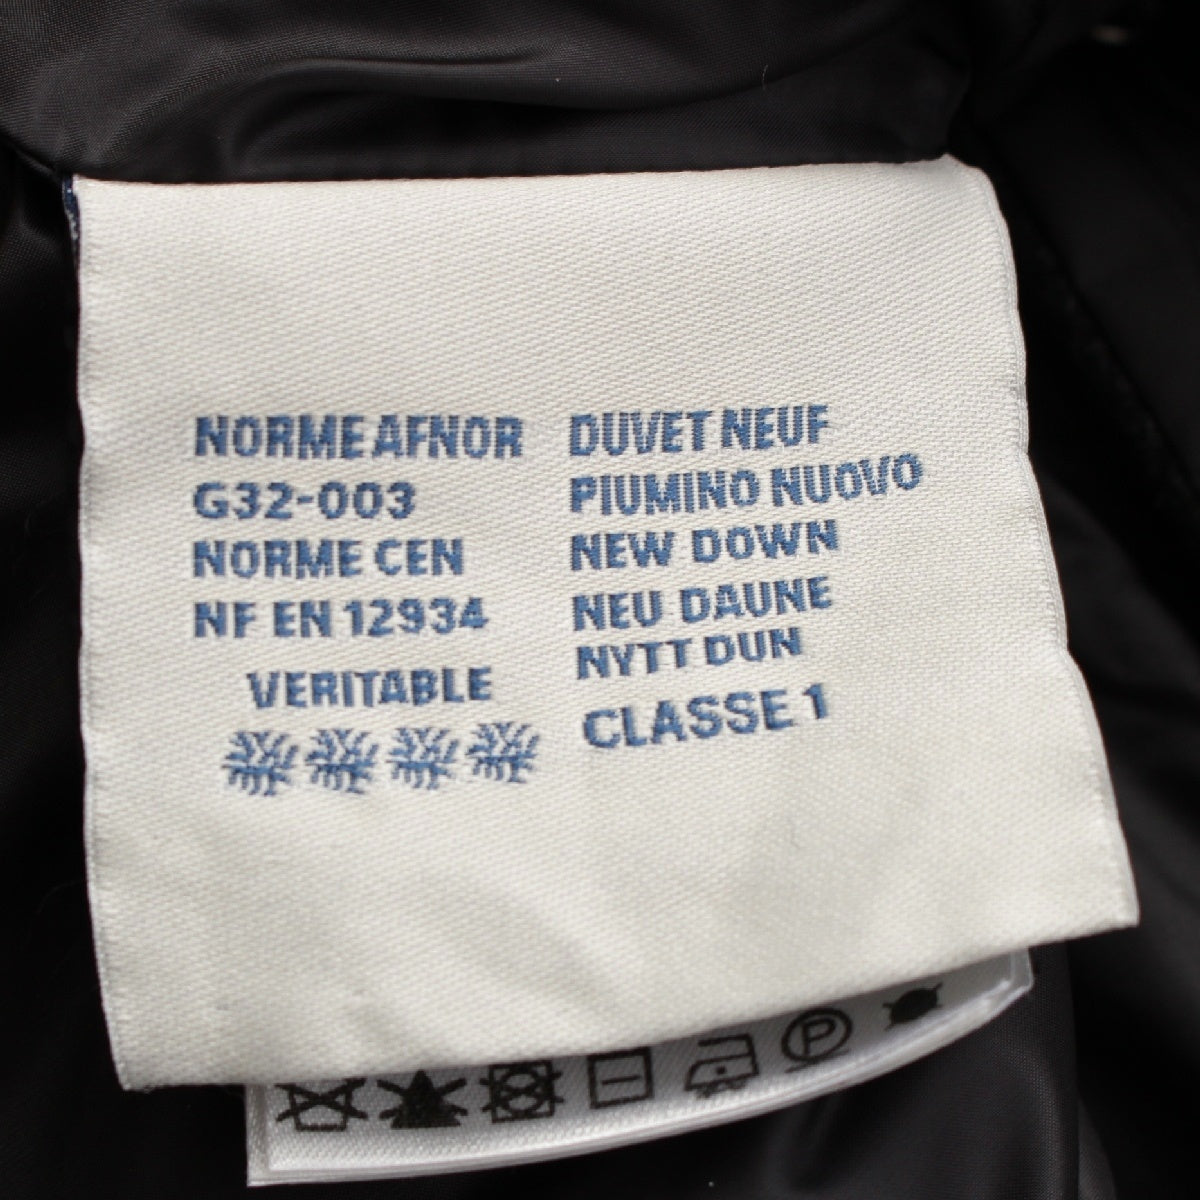 NORME AFNOR
G32-003
NORME CEN
NF EN 12934
VERITABLE
DUVET NEUF
PIUMINO NUOVO
NEW DOWN
NEU DAUNE
NYTT DUN
CLASSE 1
P